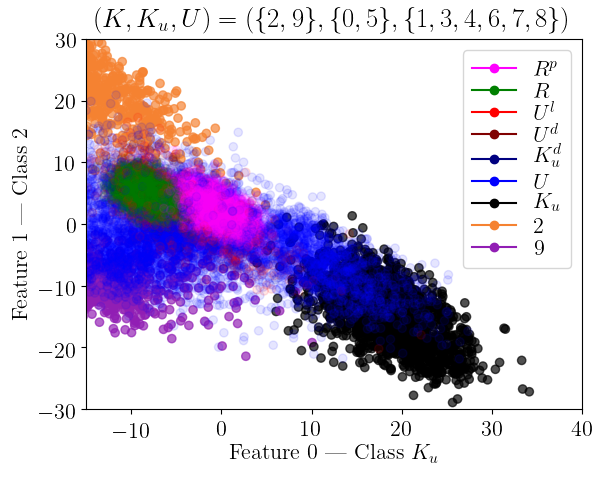 (K, K_u, U) = ({2, 9}, {0, 5}, {1, 3, 4, 6, 7, 8})
R^p
R
U^l
U^d
K_u^d
U
K_u
2
9
Feature 1 — Class 2
30
20
10
0
−10
−20
−30
−10
0
10
20
30
40
Feature 0 — Class K_u